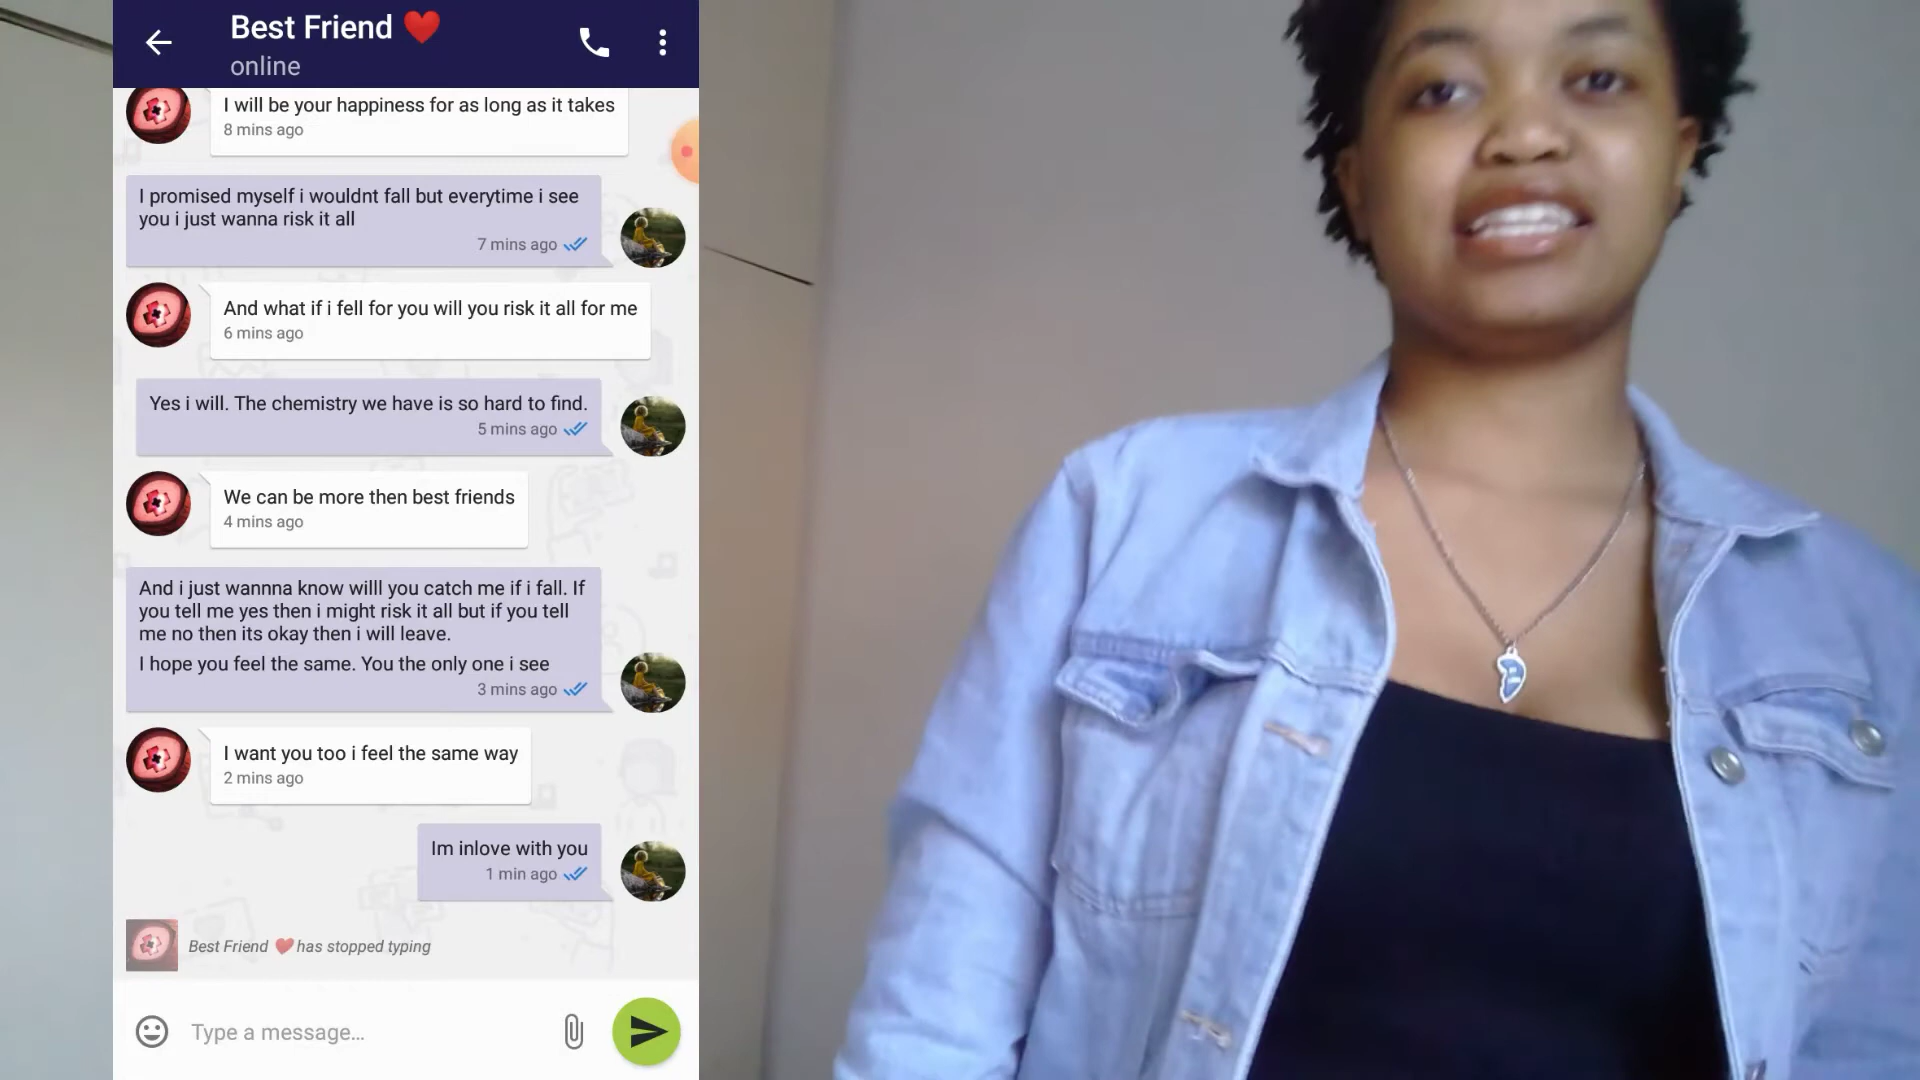 Best Friend ❤️
online
I will be your happiness for as long as it takes
8 mins ago
I promised myself i wouldnt fall but everytime i see
you i just wanna risk it all
7 mins ago
And what if i fell for you will you risk it all for me
6 mins ago
Yes i will. The chemistry we have is so hard to find.
5 mins ago
We can be more then best friends
4 mins ago
And i just wannna know willl you catch me if i fall. If
you tell me yes then i might risk it all but if you tell
me no then its okay then i will leave.
I hope you feel the same. You the only one i see
3 mins ago
I want you too i feel the same way
2 mins ago
Im inlove with you
1 min ago
Best Friend ❤️ has stopped typing
Type a message...